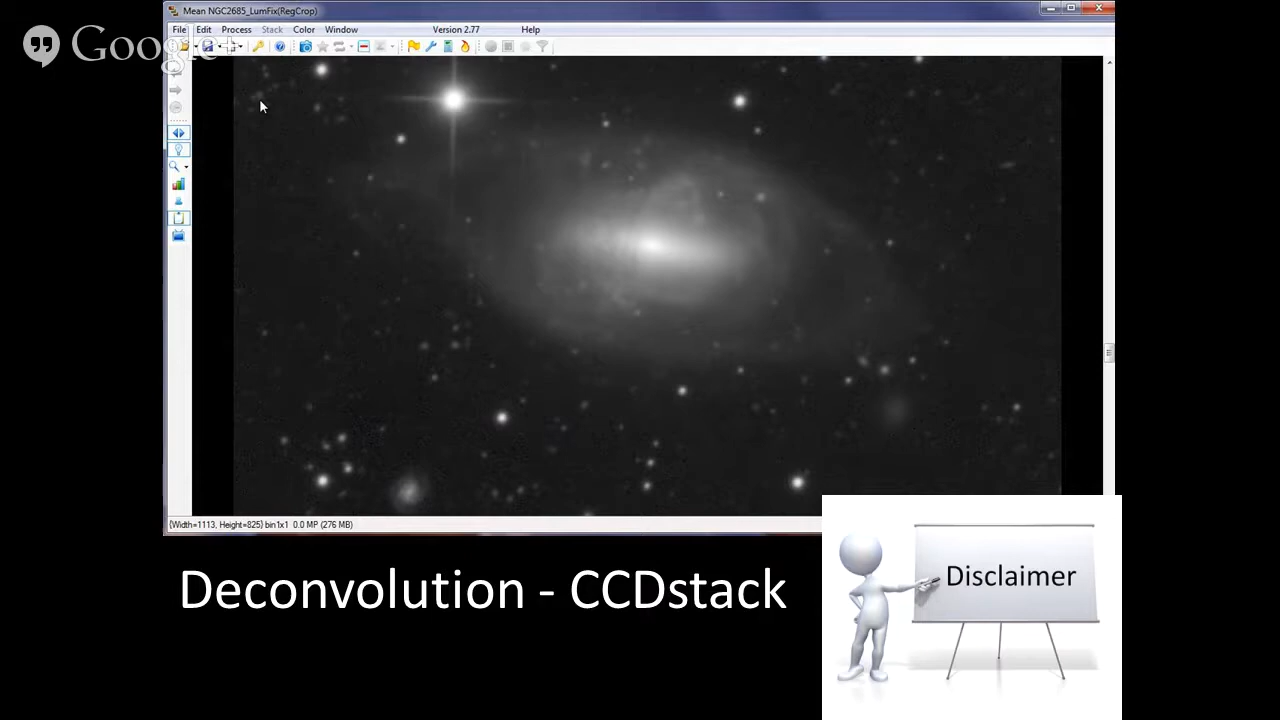 Mean NGC2685_LumFix(RegCrop)
File Edit Process Stack Color Window Version 2.77 Help
Google
{Width=1113, Height=825} bin1x1 0.0 MP (276 MB)
Deconvolution - CCDstack
Disclaimer